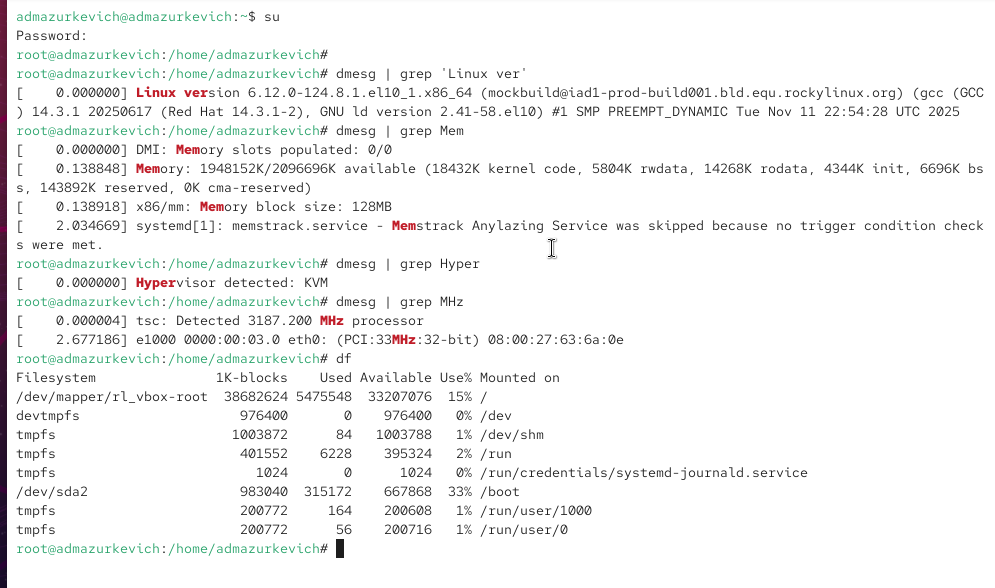 admazurkevich@admazurkevich:~$ su
Password:
root@admazurkevich:/home/admazurkevich#
root@admazurkevich:/home/admazurkevich# dmesg | grep 'Linux ver'
[    0.000000] Linux version 6.12.0-124.8.1.el10_1.x86_64 (mockbuild@iad1-prod-build001.bld.equ.rockylinux.org) (gcc (GCC
) 14.3.1 20250617 (Red Hat 14.3.1-2), GNU ld version 2.41-58.el10) #1 SMP PREEMPT_DYNAMIC Tue Nov 11 22:54:28 UTC 2025
root@admazurkevich:/home/admazurkevich# dmesg | grep Mem
[    0.000000] DMI: Memory slots populated: 0/0
[    0.138848] Memory: 1948152K/2096696K available (18432K kernel code, 5804K rwdata, 14268K rodata, 4344K init, 6696K bs
s, 143892K reserved, 0K cma-reserved)
[    0.138918] x86/mm: Memory block size: 128MB
[    2.034669] systemd[1]: memstrack.service - Memstrack Anylazing Service was skipped because no trigger condition check
s were met.
root@admazurkevich:/home/admazurkevich# dmesg | grep Hyper
[    0.000000] Hypervisor detected: KVM
root@admazurkevich:/home/admazurkevich# dmesg | grep MHz
[    0.000004] tsc: Detected 3187.200 MHz processor
[    2.677186] e1000 0000:00:03.0 eth0: (PCI:33MHz:32-bit) 08:00:27:63:6a:0e
root@admazurkevich:/home/admazurkevich# df
Filesystem               1K-blocks    Used Available Use% Mounted on
/dev/mapper/rl_vbox-root  38682624 5475548  33207076  15% /
devtmpfs                    976400       0    976400   0% /dev
tmpfs                      1003872      84   1003788   1% /dev/shm
tmpfs                       401552    6228    395324   2% /run
tmpfs                         1024       0      1024   0% /run/credentials/systemd-journald.service
/dev/sda2                   983040  315172    667868  33% /boot
tmpfs                       200772     164    200608   1% /run/user/1000
tmpfs                       200772      56    200716   1% /run/user/0
root@admazurkevich:/home/admazurkevich#